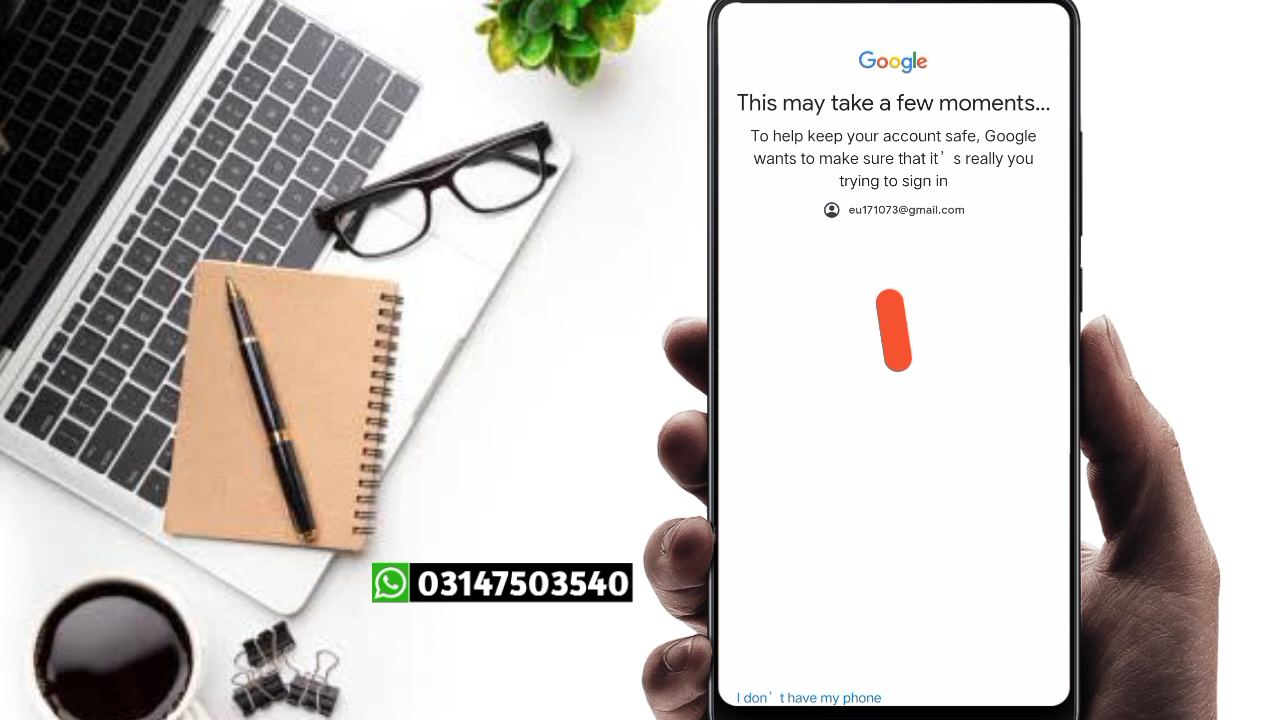 Google
This may take a few moments...
To help keep your account safe, Google
wants to make sure that it’s really you
trying to sign in
eu171073@gmail.com
03147503540
I don’t have my phone